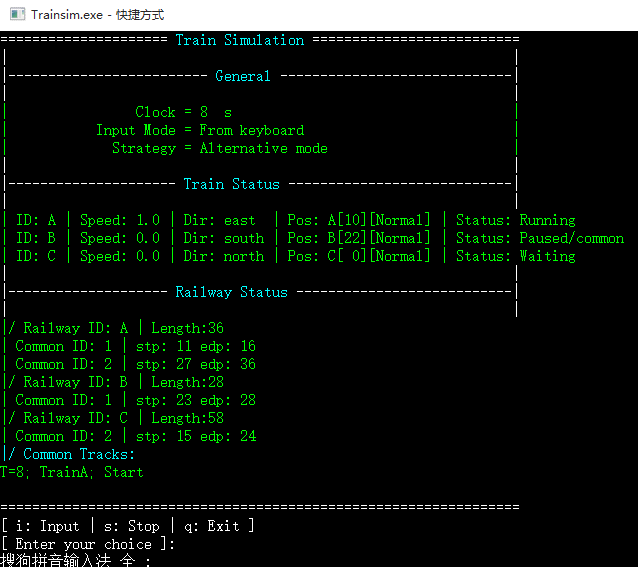 Trainsim.exe - 快捷方式
===================== Train Simulation ==========================
|                                                               |
|------------------------- General -----------------------------|
|                                                               |
|                Clock = 8  s                                   |
|           Input Mode = From keyboard                          |
|             Strategy = Alternative mode                       |
|                                                               |
|--------------------- Train Status ----------------------------|
|                                                               |
| ID: A | Speed: 1.0 | Dir: east  | Pos: A[10][Normal] | Status: Running
| ID: B | Speed: 0.0 | Dir: south | Pos: B[22][Normal] | Status: Paused/common
| ID: C | Speed: 0.0 | Dir: north | Pos: C[ 0][Normal] | Status: Waiting
|                                                               |
|-------------------- Railway Status ---------------------------|
|                                                               |
|/ Railway ID: A | Length:36
| Common ID: 1 | stp: 11 edp: 16
| Common ID: 2 | stp: 27 edp: 36
|/ Railway ID: B | Length:28
| Common ID: 1 | stp: 23 edp: 28
|/ Railway ID: C | Length:58
| Common ID: 2 | stp: 15 edp: 24
|/ Common Tracks:
T=8; TrainA; Start
=================================================================
[ i: Input | s: Stop | q: Exit ]
[ Enter your choice ]:
搜狗拼音输入法 全 :